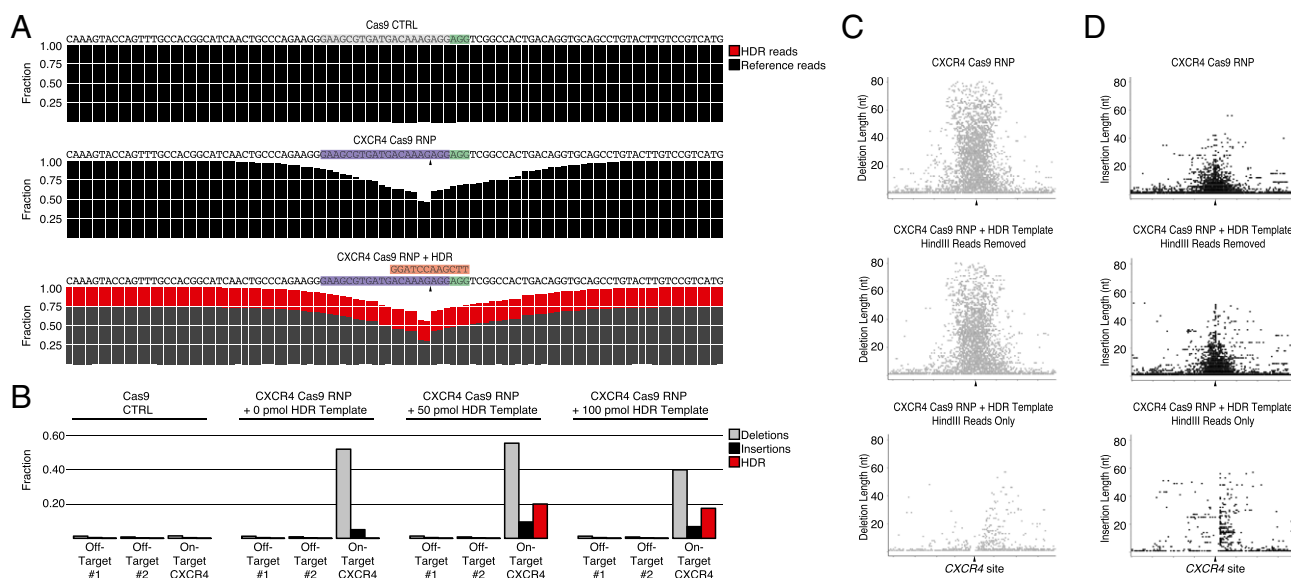 A
Cas9 CTRL
CAAAGTACCAGTTTGCCACGGCATCAACTGCCCAGAAGGGAAGCGTGATGACAAAGAGGAGGTCGGCCACTGACAGGTGCAGCCTGTACTTGTCCGTCATG
1.00
0.75
0.50
0.25
Fraction
HDR reads
Reference reads
CXCR4 Cas9 RNP
CAAAGTACCAGTTTGCCACGGCATCAACTGCCCAGAAGGGAAGCGTGATGACAAAGAGGAGGTCGGCCACTGACAGGTGCAGCCTGTACTTGTCCGTCATG
1.00
0.75
0.50
0.25
Fraction
CXCR4 Cas9 RNP + HDR
GGATCCAAGCTT
CAAAGTACCAGTTTGCCACGGCATCAACTGCCCAGAAGGGAAGCGTGATGACAAAGAGGAGGTCGGCCACTGACAGGTGCAGCCTGTACTTGTCCGTCATG
1.00
0.75
0.50
0.25
Fraction
B
Cas9 CTRL
CXCR4 Cas9 RNP + 0 pmol HDR Template
CXCR4 Cas9 RNP + 50 pmol HDR Template
CXCR4 Cas9 RNP + 100 pmol HDR Template
0.60
0.40
0.20
Fraction
Deletions
Insertions
HDR
Off-Target #1
Off-Target #2
On-Target CXCR4
Off-Target #1
Off-Target #2
On-Target CXCR4
Off-Target #1
Off-Target #2
On-Target CXCR4
Off-Target #1
Off-Target #2
On-Target CXCR4
C
CXCR4 Cas9 RNP
80
60
40
20
Deletion Length (nt)
CXCR4 Cas9 RNP + HDR Template
HindIII Reads Removed
80
60
40
20
Deletion Length (nt)
CXCR4 Cas9 RNP + HDR Template
HindIII Reads Only
80
60
40
20
Deletion Length (nt)
CXCR4 site
D
CXCR4 Cas9 RNP
80
60
40
20
Insertion Length (nt)
CXCR4 Cas9 RNP + HDR Template
HindIII Reads Removed
80
60
40
20
Insertion Length (nt)
CXCR4 Cas9 RNP + HDR Template
HindIII Reads Only
80
60
40
20
Insertion Length (nt)
CXCR4 site